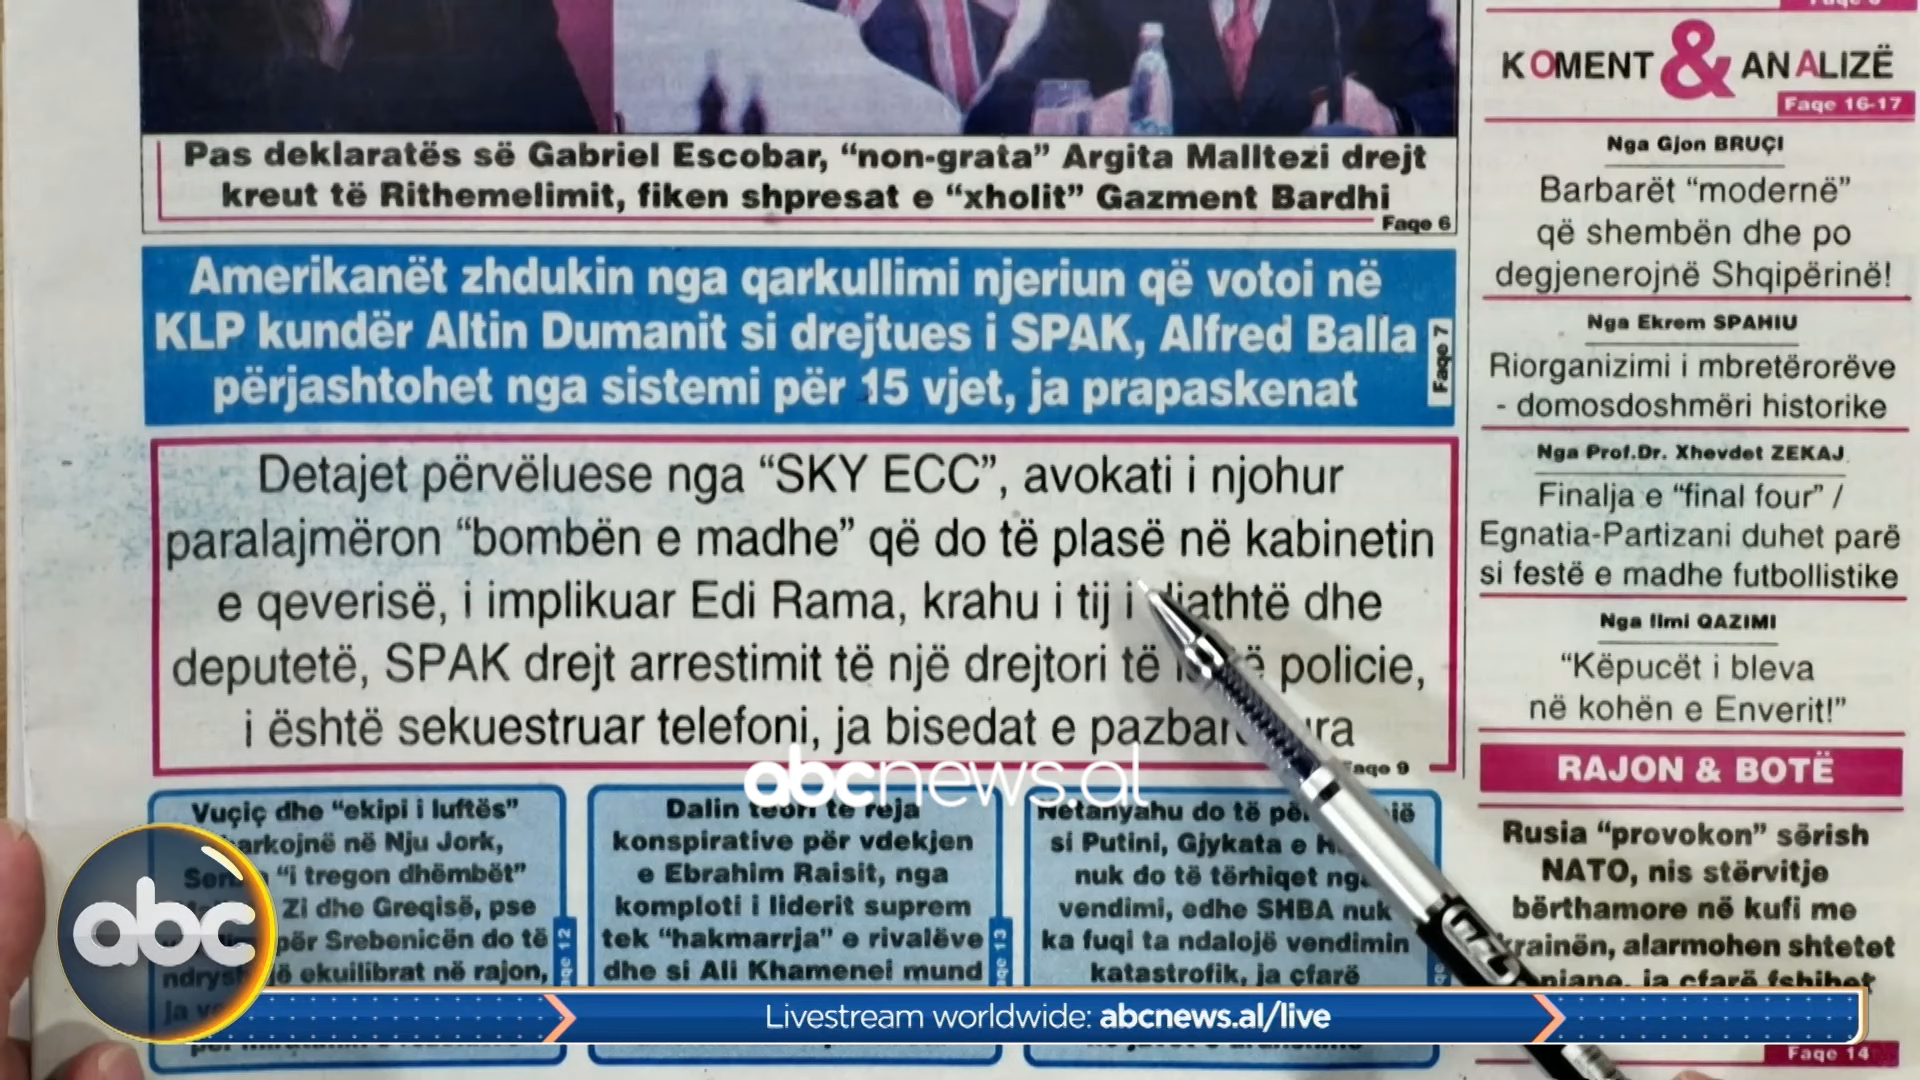 Pas deklaratës së Gabriel Escobar, “non-grata” Argita Malltezi drejt
kreut të Rithemelimit, fiken shpresat e “xholit” Gazment Bardhi
Faqe 6
Amerikanët zhdukin nga qarkullimi njeriun që votoi në
KLP kundër Altin Dumanit si drejtues i SPAK, Alfred Balla
përjashtohet nga sistemi për 15 vjet, ja prapaskenat
Faqe 7
Detajet përvëluese nga “SKY ECC”, avokati i njohur
paralajmëron “bombën e madhe” që do të plasë në kabinetin
e qeverisë, i implikuar Edi Rama, krahu i tij i djathtë dhe
deputetë, SPAK drejt arrestimit të një drejtori të policie,
i është sekuestruar telefoni, ja bisedat e
Faqe 9
Vuçiç dhe “ekipi i luftës”
në Nju Jork,
“i tregon dhëmbët”
Zi dhe Greqisë, pse
për Srebenicën do të
ekuilibrat në rajon,
Dalin teori të reja
konspirative për vdekjen
e Ebrahim Raisit, nga
komploti i liderit suprem
tek “hakmarrja” e rivalëve
dhe si Ali Khamenei mund
Netanyahu do të
si Putini, Gjykata e
nuk do të tërhiqet nga
vendimi, edhe SHBA nuk
ka fuqi ta ndalojë vendimin
katastrofik, ja çfarë
KOMENT & ANALIZË
Faqe 16-17
Nga Gjon BRUÇI
Barbarët “modernë”
që shembën dhe po
degjenerojnë Shqipërinë!
Nga Ekrem SPAHIU
Riorganizimi i mbretërorëve
- domosdoshmëri historike
Nga Prof.Dr. Xhevdet ZEKAJ
Finalja e “final four” /
Egnatia-Partizani duhet parë
si festë e madhe futbollistike
Nga Ilmi QAZIMI
“Këpucët i bleva
në kohën e Enverit!”
RAJON & BOTË
Rusia “provokon” sërish
NATO, nis stërvitje
bërthamore në kufi me
alarmohen shtetet
ja çfarë fshihet
Faqe 14
abcnews.al
abc
Livestream worldwide: abcnews.al/live